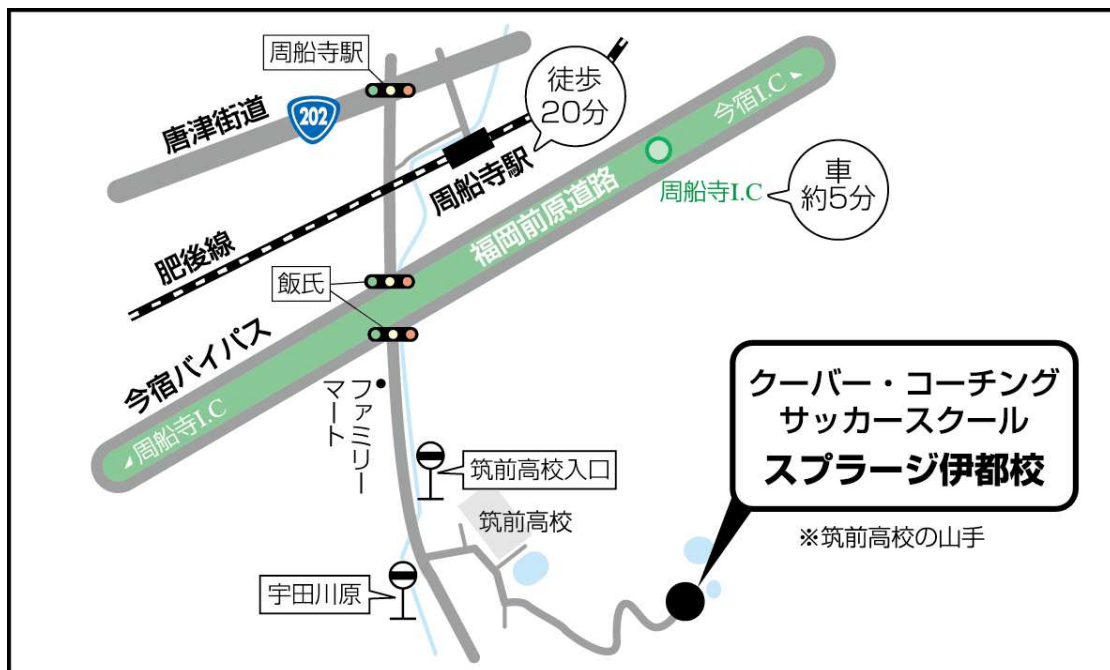 周船寺駅
202
唐津街道
徒歩
20分
今宿I.C
周船寺駅
周船寺I.C
車
約5分
福岡前原道路
肥後線
飯氏
今宿バイパス
周船寺I.C
ファミリー
マート
筑前高校入口
筑前高校
宇田川原
クーバー・コーチング
サッカースクール
スプラージ伊都校
※筑前高校の山手